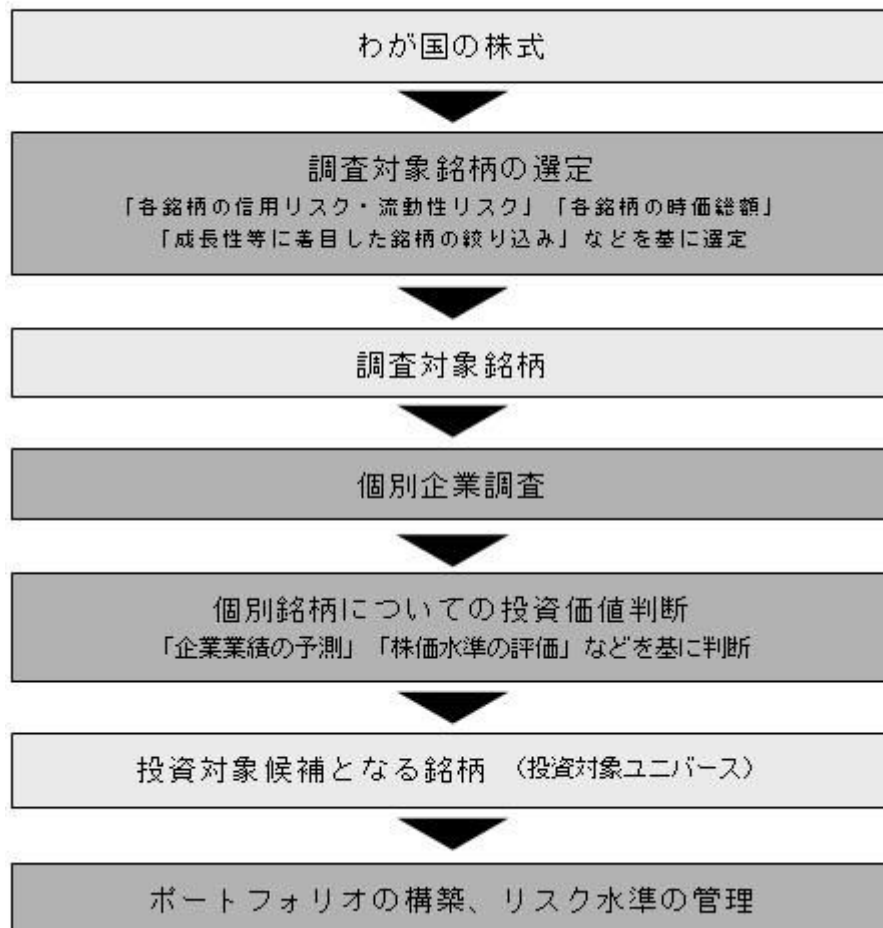 わが国の株式
調査対象銘柄の選定
「各銘柄の信用リスク・流動性リスク」「各銘柄の時価総額」
「成長性等に着目した銘柄の絞り込み」などを基に選定
調査対象銘柄
個別企業調査
個別銘柄についての投資価値判断
「企業業績の予測」「株価水準の評価」などを基に判断
投資対象候補となる銘柄 （投資対象ユニバース）
ポートフォリオの構築、リスク水準の管理